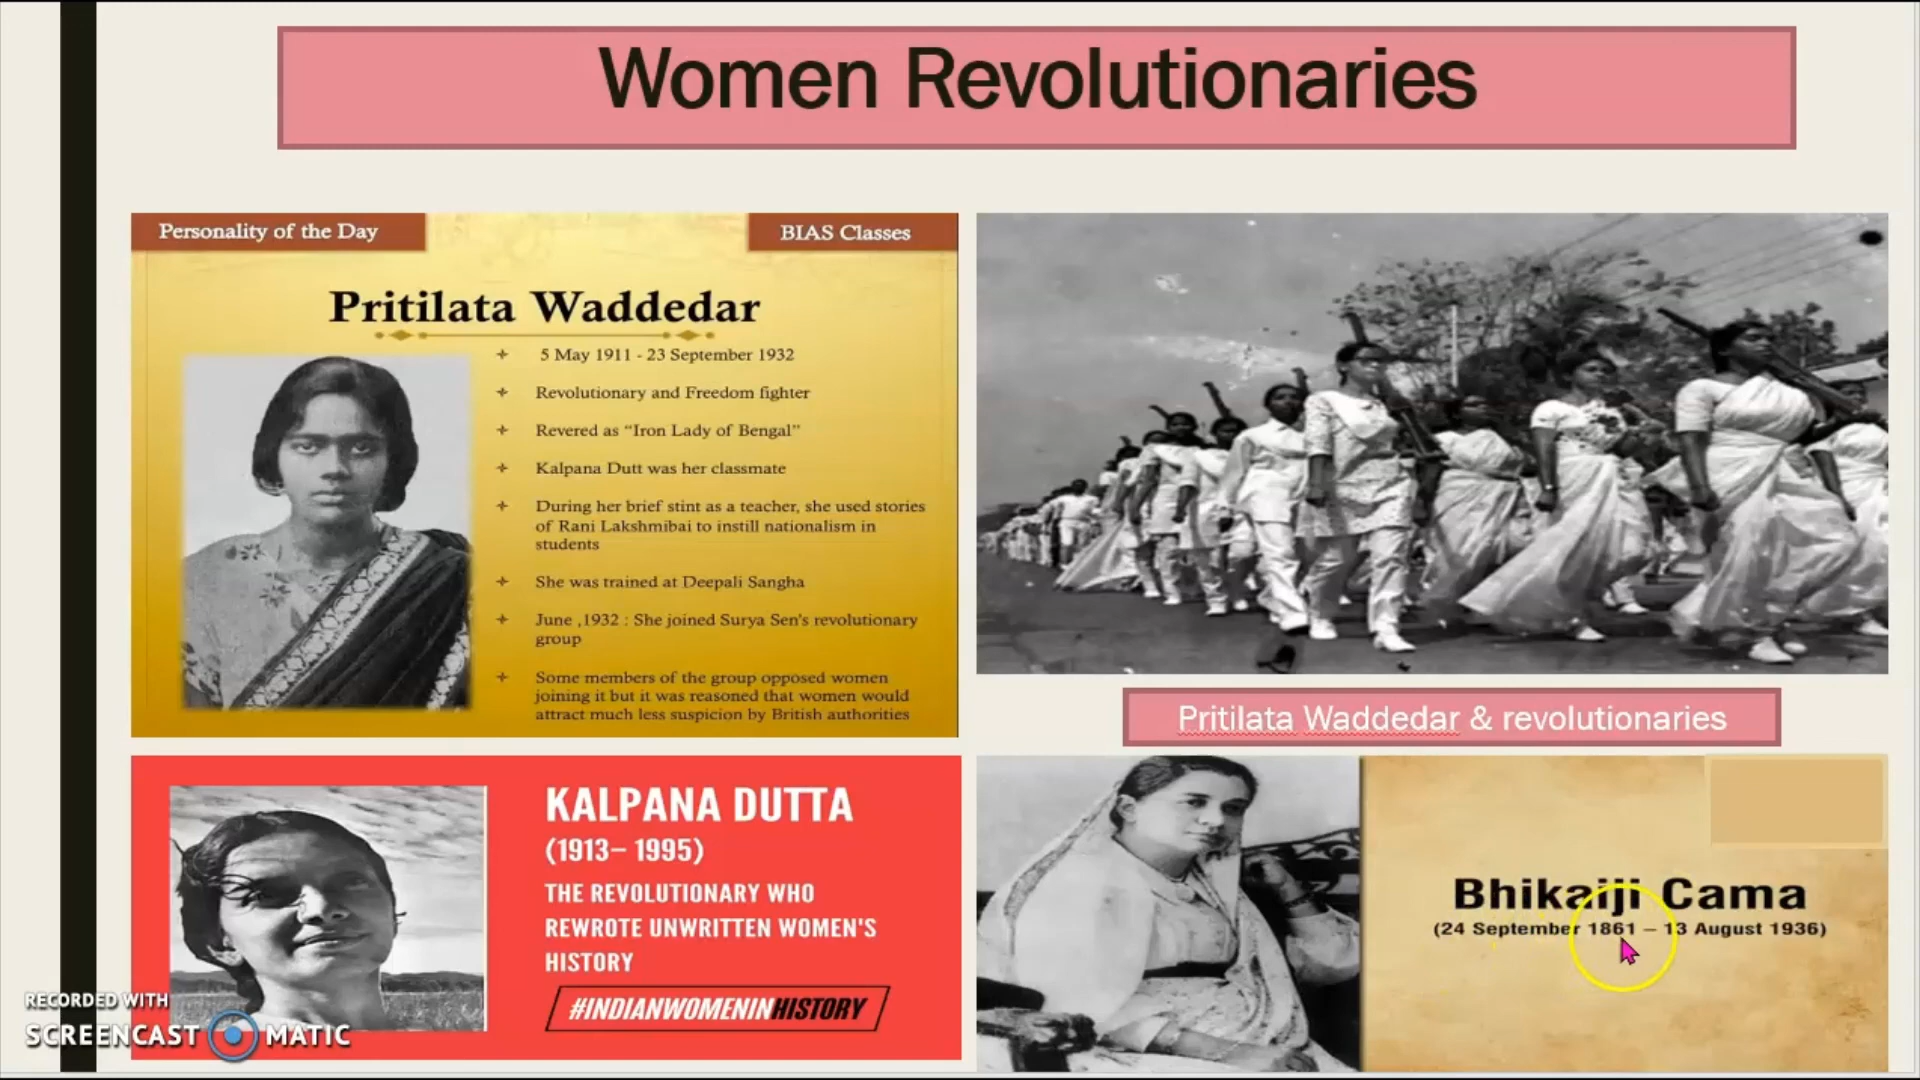 Women Revolutionaries
Personality of the Day
BIAS Classes
Pritilata Waddedar
5 May 1911 - 23 September 1932
Revolutionary and Freedom fighter
Revered as “Iron Lady of Bengal”
Kalpana Dutt was her classmate
During her brief stint as a teacher, she used stories
of Rani Lakshmibai to instill nationalism in
students
She was trained at Deepali Sangha
June ,1932 : She joined Surya Sen's revolutionary
group
Some members of the group opposed women
joining it but it was reasoned that women would
attract much less suspicion by British authorities
Pritilata Waddedar & revolutionaries
KALPANA DUTTA
(1913– 1995)
THE REVOLUTIONARY WHO
REWROTE UNWRITTEN WOMEN'S
HISTORY
#INDIANWOMENINHISTORY
Bhikaiji Cama
(24 September 1861 – 13 August 1936)
RECORDED WITH
SCREENCAST MATIC